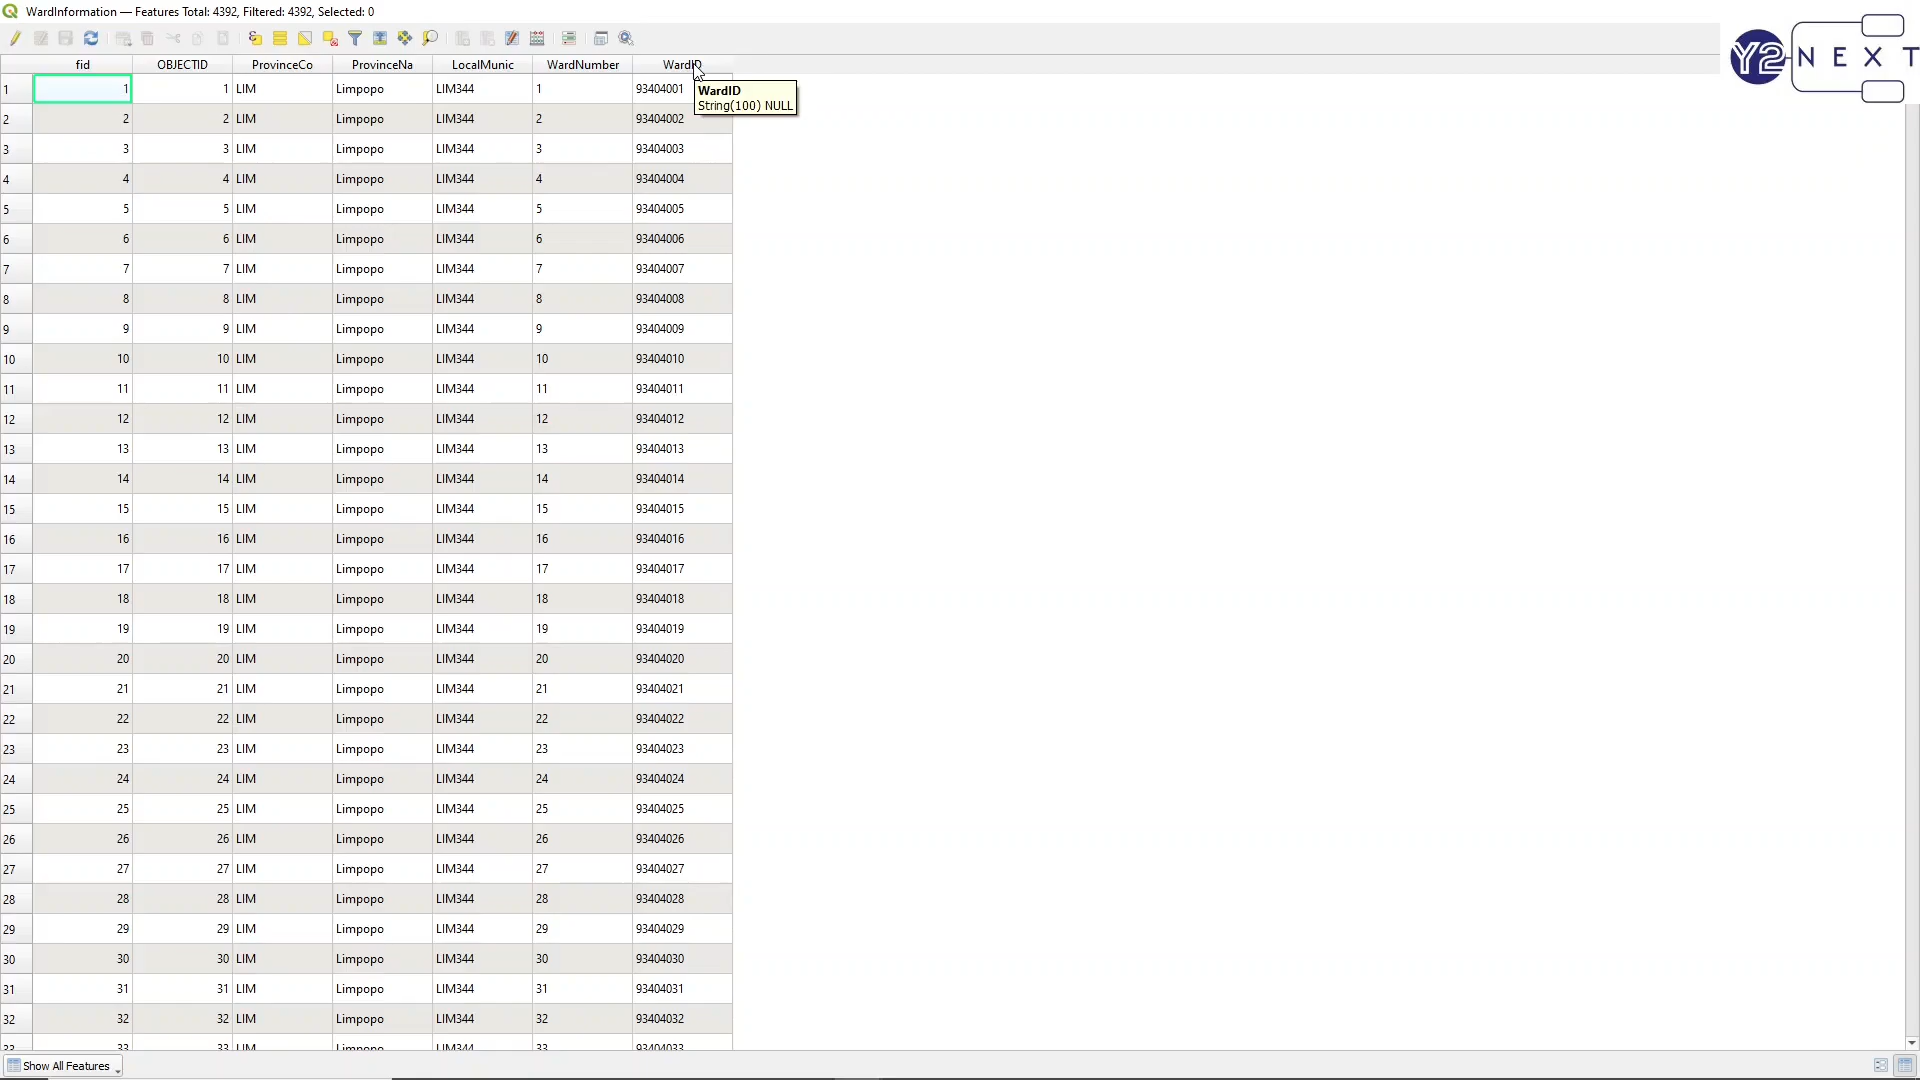 WardInformation — Features Total: 4392, Filtered: 4392, Selected: 0
Y2 NEXT
fid OBJECTID ProvinceCo ProvinceNa LocalMunic WardNumber WardID
WardID
String(100) NULL
1 1 1 LIM Limpopo LIM344 1 93404001
2 2 2 LIM Limpopo LIM344 2 93404002
3 3 3 LIM Limpopo LIM344 3 93404003
4 4 4 LIM Limpopo LIM344 4 93404004
5 5 5 LIM Limpopo LIM344 5 93404005
6 6 6 LIM Limpopo LIM344 6 93404006
7 7 7 LIM Limpopo LIM344 7 93404007
8 8 8 LIM Limpopo LIM344 8 93404008
9 9 9 LIM Limpopo LIM344 9 93404009
10 10 10 LIM Limpopo LIM344 10 93404010
11 11 11 LIM Limpopo LIM344 11 93404011
12 12 12 LIM Limpopo LIM344 12 93404012
13 13 13 LIM Limpopo LIM344 13 93404013
14 14 14 LIM Limpopo LIM344 14 93404014
15 15 15 LIM Limpopo LIM344 15 93404015
16 16 16 LIM Limpopo LIM344 16 93404016
17 17 17 LIM Limpopo LIM344 17 93404017
18 18 18 LIM Limpopo LIM344 18 93404018
19 19 19 LIM Limpopo LIM344 19 93404019
20 20 20 LIM Limpopo LIM344 20 93404020
21 21 21 LIM Limpopo LIM344 21 93404021
22 22 22 LIM Limpopo LIM344 22 93404022
23 23 23 LIM Limpopo LIM344 23 93404023
24 24 24 LIM Limpopo LIM344 24 93404024
25 25 25 LIM Limpopo LIM344 25 93404025
26 26 26 LIM Limpopo LIM344 26 93404026
27 27 27 LIM Limpopo LIM344 27 93404027
28 28 28 LIM Limpopo LIM344 28 93404028
29 29 29 LIM Limpopo LIM344 29 93404029
30 30 30 LIM Limpopo LIM344 30 93404030
31 31 31 LIM Limpopo LIM344 31 93404031
32 32 32 LIM Limpopo LIM344 32 93404032
33 33 33 LIM Limpopo LIM344 33 93404033
Show All Features